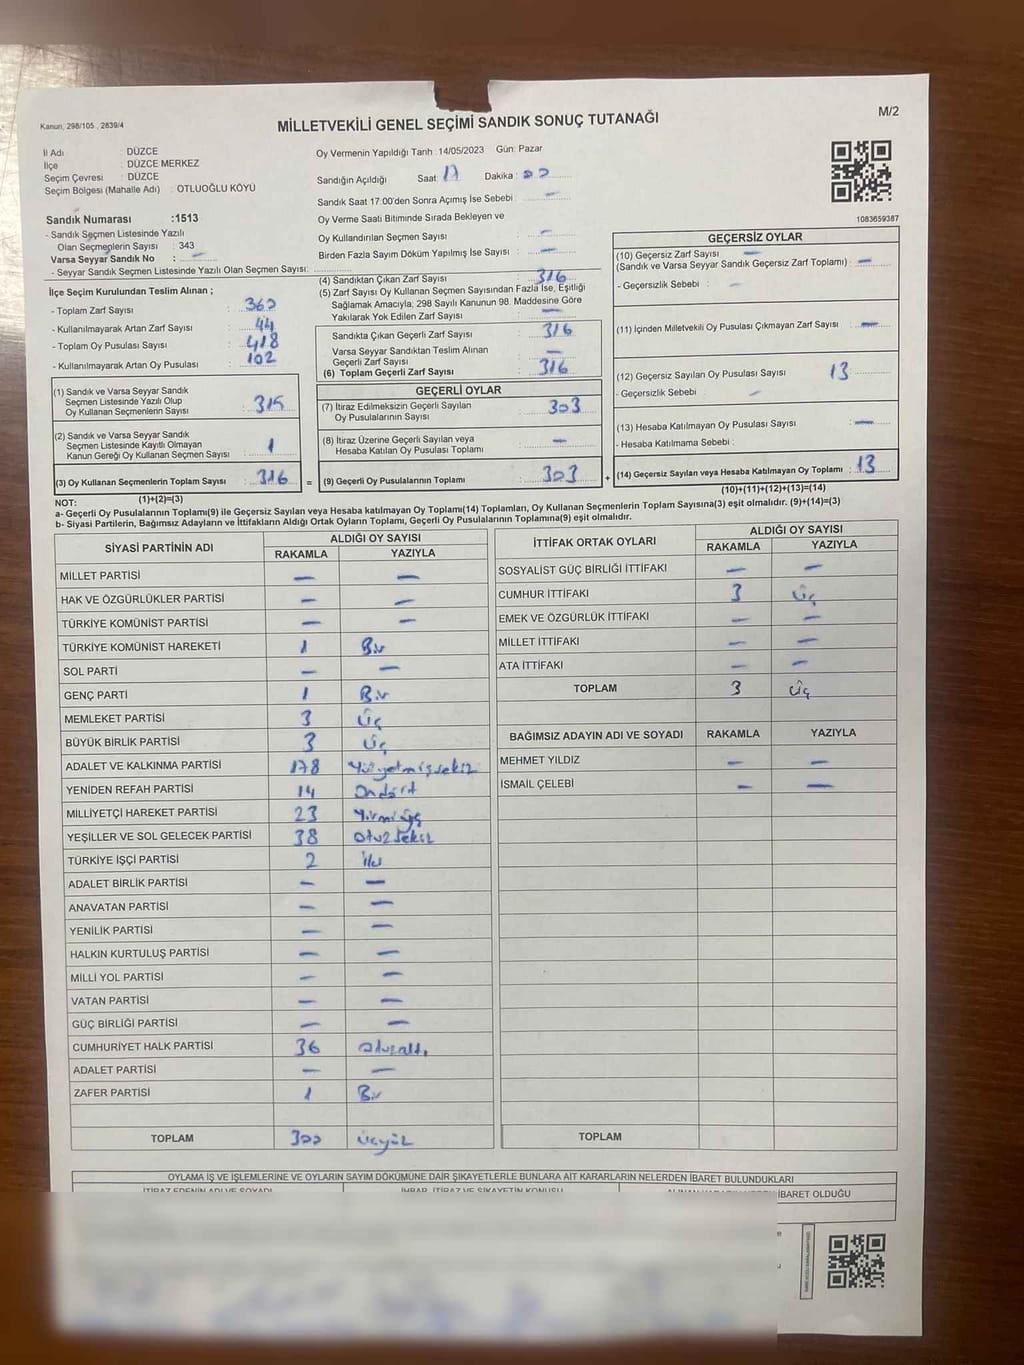 Kanun, 298/105 , 2839/4
MİLLETVEKİLİ GENEL SEÇİMİ SANDIK SONUÇ TUTANAĞI
M/2
İl Adı : DÜZCE
İlçe : DÜZCE MERKEZ
Seçim Çevresi : DÜZCE
Seçim Bölgesi (Mahalle Adı) : OTLUOĞLU KÖYÜ
Sandık Numarası :1513
- Sandık Seçmen Listesinde Yazılı
Olan Seçmenlerin Sayısı : 343
Varsa Seyyar Sandık No : —
- Seyyar Sandık Seçmen Listesinde Yazılı Olan Seçmen Sayısı:
Oy Vermenin Yapıldığı Tarih :14/05/2023 Gün: Pazar
Sandığın Açıldığı Saat 17 Dakika : 00
Sandık Saat 17:00'den Sonra Açımış İse Sebebi : —
Oy Verme Saati Bitiminde Sırada Bekleyen ve
Oy Kullandırılan Seçmen Sayısı : —
Birden Fazla Sayım Döküm Yapılmış İse Sayısı : —
1083659387
İlçe Seçim Kurulundan Teslim Alınan ;
- Toplam Zarf Sayısı : 360
- Kullanılmayarak Artan Zarf Sayısı : 44
- Toplam Oy Pusulası Sayısı : 418
- Kullanılmayarak Artan Oy Pusulası : 102
(1) Sandık ve Varsa Seyyar Sandık
Seçmen Listesinde Yazılı Olup
Oy Kullanan Seçmenlerin Sayısı : 315
(2) Sandık ve Varsa Seyyar Sandık
Seçmen Listesinde Kayıtlı Olmayan
Kanun Gereği Oy Kullanan Seçmen Sayısı : 1
(3) Oy Kullanan Seçmenlerin Toplam Sayısı : 316 =
(1)+(2)=(3)
(4) Sandıktan Çıkan Zarf Sayısı : 316
(5) Zarf Sayısı Oy Kullanan Seçmen Sayısından Fazla İse, Eşitliği
Sağlamak Amacıyla, 298 Sayılı Kanunun 98. Maddesine Göre
Yakılarak Yok Edilen Zarf Sayısı : —
Sandıkta Çıkan Geçerli Zarf Sayısı : 316
Varsa Seyyar Sandıktan Teslim Alınan
Geçerli Zarf Sayısı : —
(6) Toplam Geçerli Zarf Sayısı : 316
GEÇERLİ OYLAR
(7) İtiraz Edilmeksizin Geçerli Sayılan
Oy Pusulalarının Sayısı : 303
(8) İtiraz Üzerine Geçerli Sayılan veya
Hesaba Katılan Oy Pusulası Toplamı : —
(9) Geçerli Oy Pusulalarının Toplamı : 303 +
GEÇERSİZ OYLAR
(10) Geçersiz Zarf Sayısı —
(Sandık ve Varsa Seyyar Sandık Geçersiz Zarf Toplamı) : —
- Geçersizlik Sebebi : —
(11) İçinden Milletvekili Oy Pusulası Çıkmayan Zarf Sayısı : —
(12) Geçersiz Sayılan Oy Pusulası Sayısı : 13
- Geçersizlik Sebebi : —
(13) Hesaba Katılmayan Oy Pusulası Sayısı : —
- Hesaba Katılmama Sebebi :
(14) Geçersiz Sayılan veya Hesaba Katılmayan Oy Toplamı : 13
(10)+(11)+(12)+(13)=(14)
NOT:
a- Geçerli Oy Pusulalarının Toplamı(9) ile Geçersiz Sayılan veya Hesaba katılmayan Oy Toplamı(14) Toplamları, Oy Kullanan Seçmenlerin Toplam Sayısına(3) eşit olmalıdır. (9)+(14)=(3)
b- Siyasi Partilerin, Bağımsız Adayların ve İttifakların Aldığı Ortak Oyların Toplamı, Geçerli Oy Pusulalarının Toplamına(9) eşit olmalıdır.
SİYASİ PARTİNİN ADI ALDIĞI OY SAYISI
RAKAMLA YAZIYLA
MİLLET PARTİSİ — —
HAK VE ÖZGÜRLÜKLER PARTİSİ — —
TÜRKİYE KOMÜNİST PARTİSİ — —
TÜRKİYE KOMÜNİST HAREKETİ 1 Bir
SOL PARTİ — —
GENÇ PARTİ 1 Bir
MEMLEKET PARTİSİ 3 Üç
BÜYÜK BİRLİK PARTİSİ 3 Üç
ADALET VE KALKINMA PARTİSİ 178 Yüzyetmişsekiz
YENİDEN REFAH PARTİSİ 14 Ondört
MİLLİYETÇİ HAREKET PARTİSİ 23 Yirmiüç
YEŞİLLER VE SOL GELECEK PARTİSİ 38 Otuzsekiz
TÜRKİYE İŞÇİ PARTİSİ 2 İki
ADALET BİRLİK PARTİSİ — —
ANAVATAN PARTİSİ — —
YENİLİK PARTİSİ — —
HALKIN KURTULUŞ PARTİSİ — —
MİLLİ YOL PARTİSİ — —
VATAN PARTİSİ — —
GÜÇ BİRLİĞİ PARTİSİ — —
CUMHURİYET HALK PARTİSİ 36 Otuzaltı
ADALET PARTİSİ — —
ZAFER PARTİSİ 1 Bir
TOPLAM 300 Üçyüz
İTTİFAK ORTAK OYLARI ALDIĞI OY SAYISI
RAKAMLA YAZIYLA
SOSYALİST GÜÇ BİRLİĞİ İTTİFAKI — —
CUMHUR İTTİFAKI 3 Üç
EMEK VE ÖZGÜRLÜK İTTİFAKI — —
MİLLET İTTİFAKI — —
ATA İTTİFAKI — —
TOPLAM 3 Üç
BAĞIMSIZ ADAYIN ADI VE SOYADI RAKAMLA YAZIYLA
MEHMET YILDIZ — —
İSMAİL ÇELEBİ — —
TOPLAM
OYLAMA İŞ VE İŞLEMLERİNE VE OYLARIN SAYIM DÖKÜMÜNE DAİR ŞİKAYETLERLE BUNLARA AİT KARARLARIN NELERDEN İBARET BULUNDUKLARI
İTİRAZ EDENİN ADI VE SOYADI İHBAR, İTİRAZ VE ŞİKAYETİN KONUSU İBARET OLDUĞU